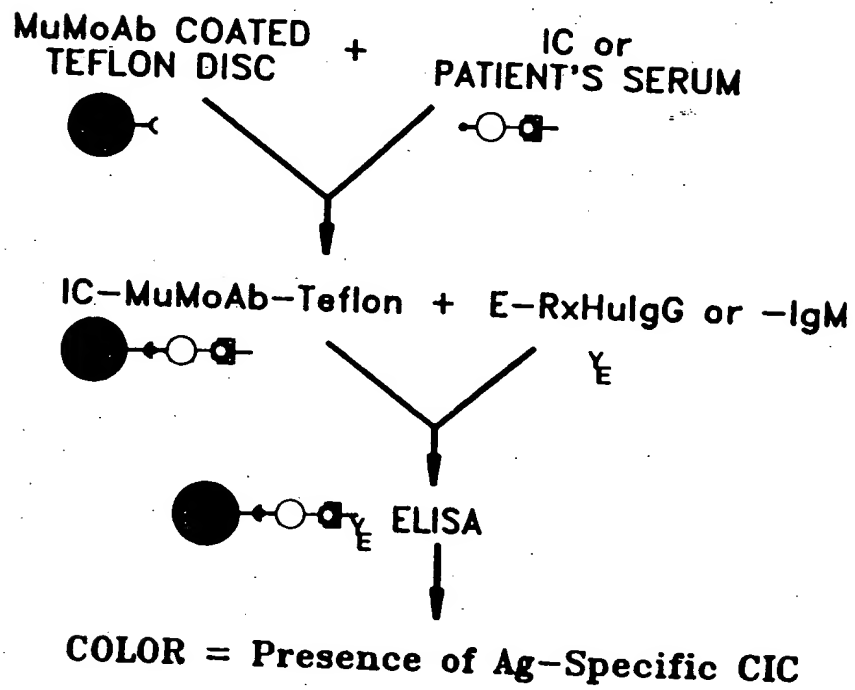 MuMoAb COATED
TEFLON DISC
+
IC or
PATIENT'S SERUM
IC-MuMoAb-Teflon + E-RxHuIgG or -IgM
Y
E
Y
E
ELISA
COLOR = Presence of Ag-Specific CIC